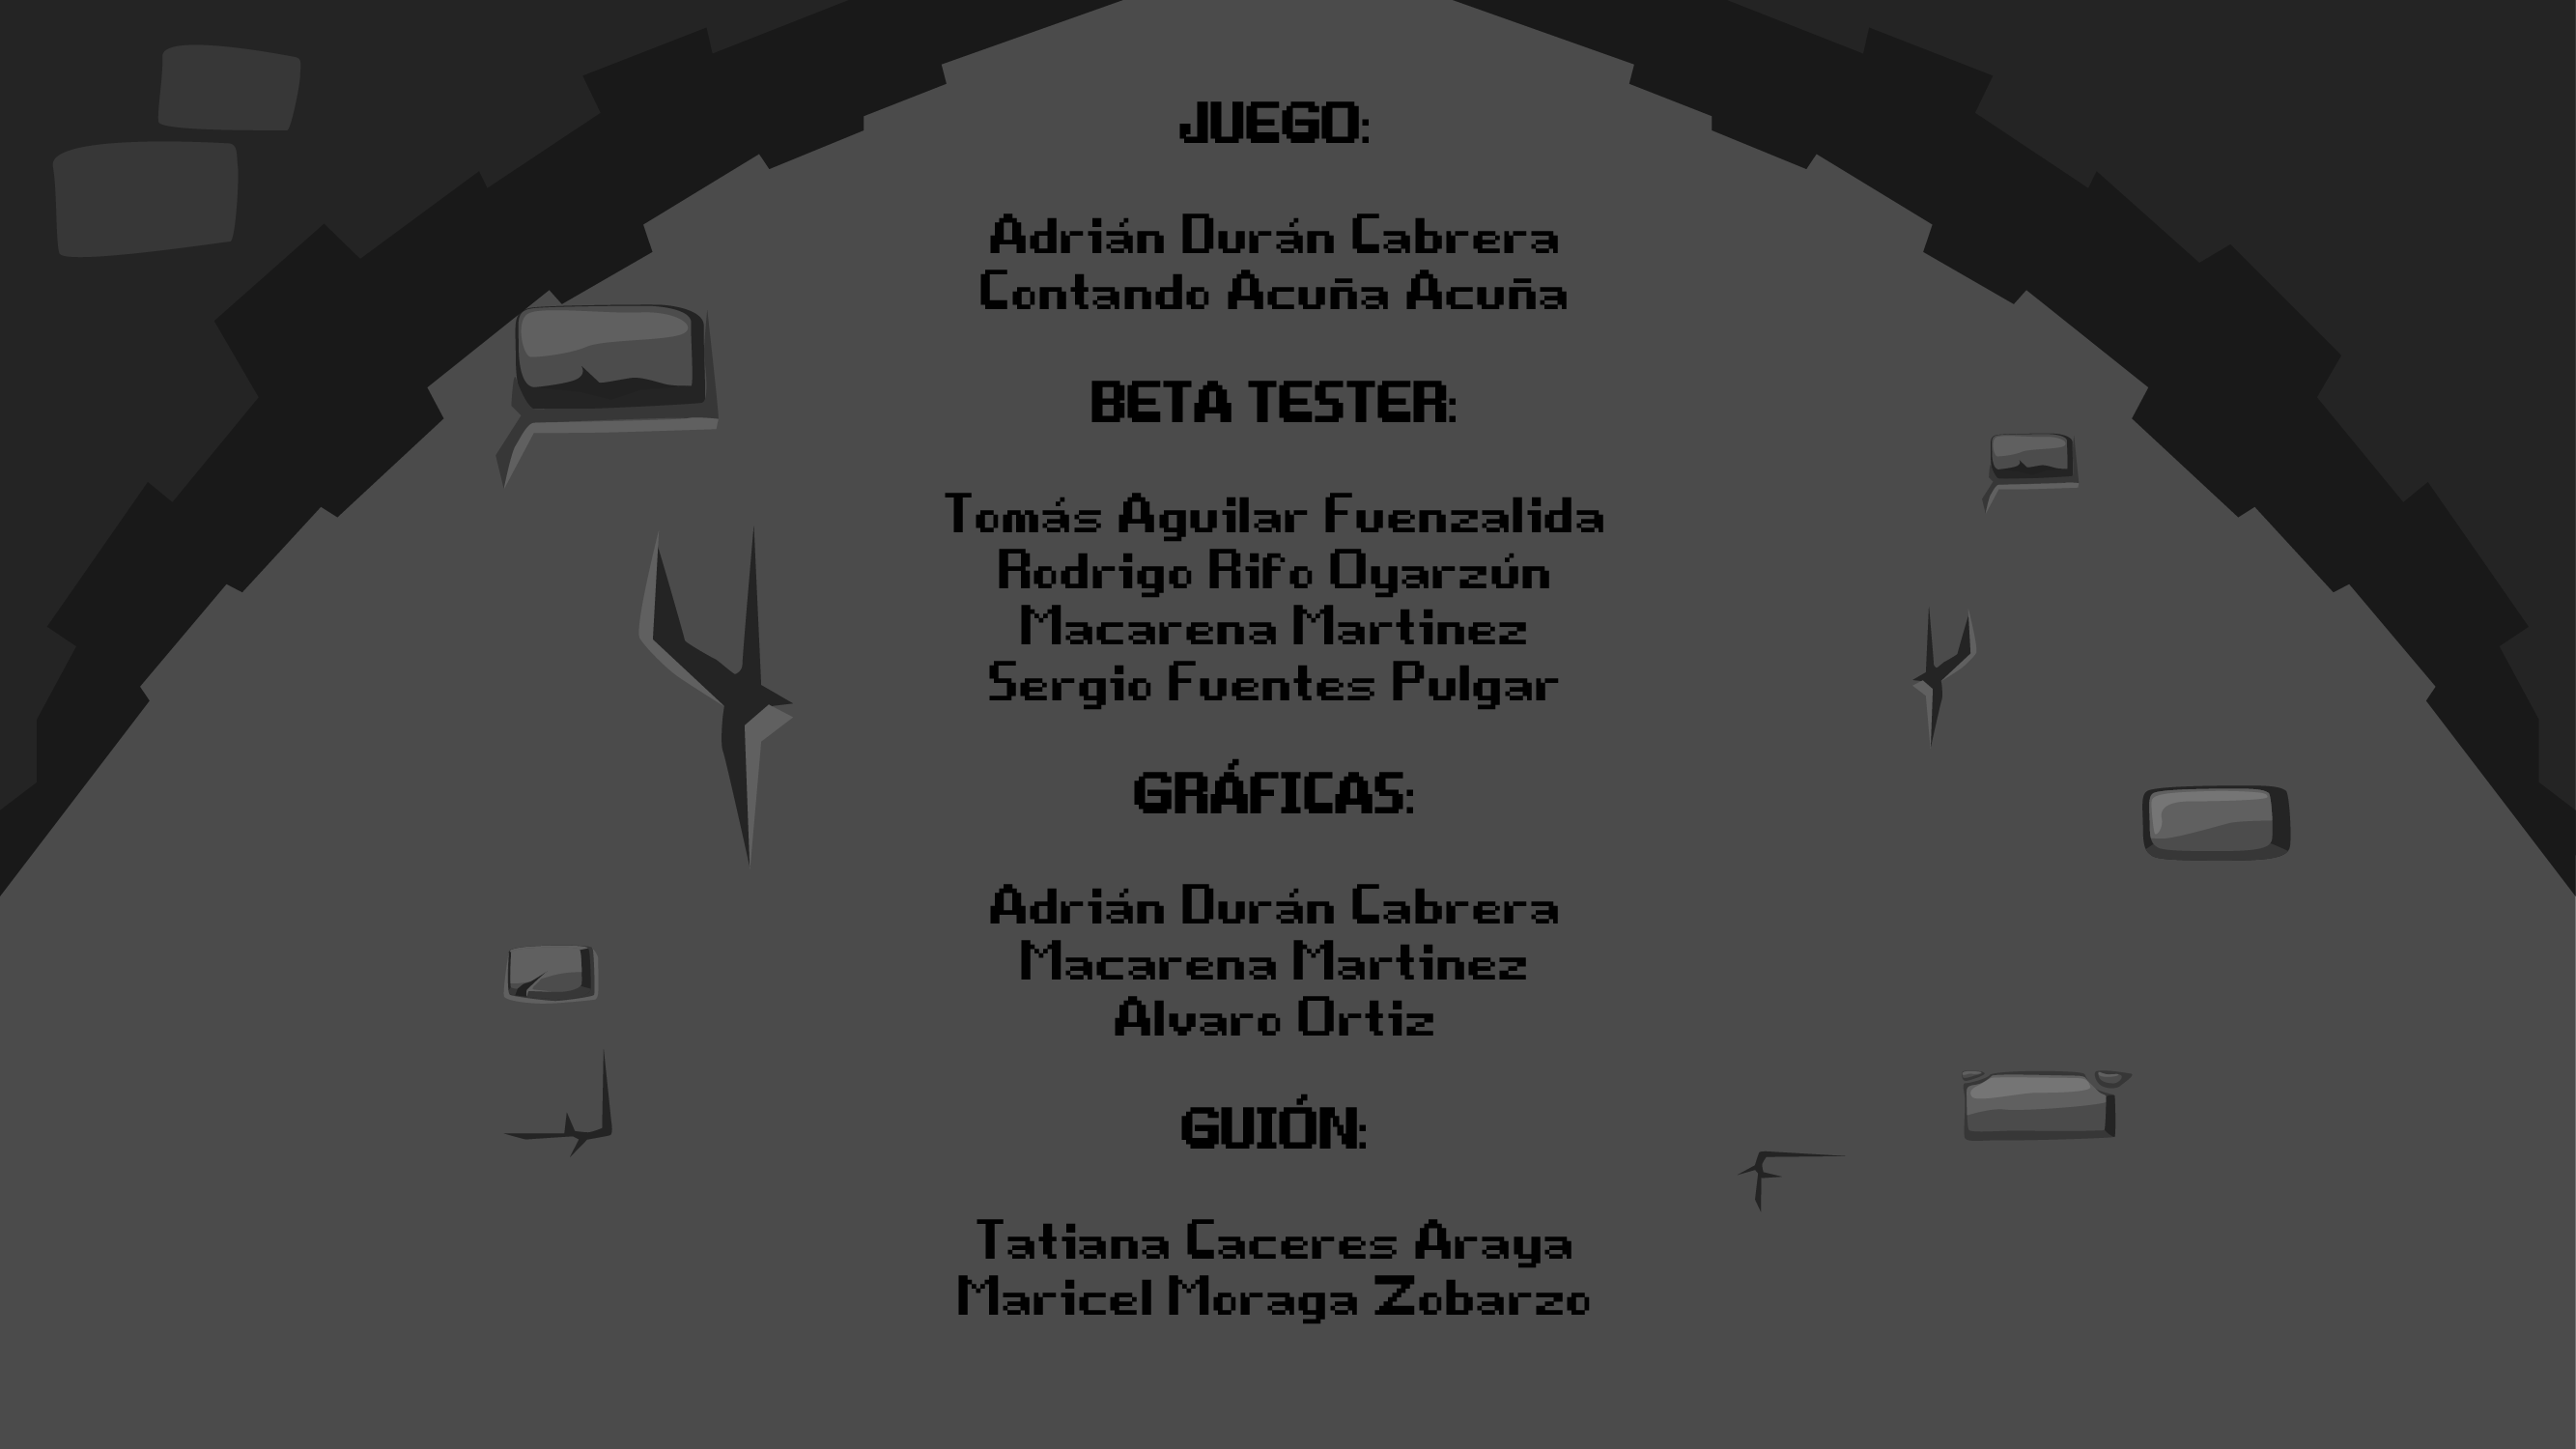 JUEGO:
Adrián Durán Cabrera
Contando Acuña Acuña
BETA TESTER:
Tomás Aguilar Fuenzalida
Rodrigo Rifo Oyarzún
Macarena Martinez
Sergio Fuentes Pulgar
GRÁFICAS:
Adrián Durán Cabrera
Macarena Martinez
Alvaro Ortiz
GUIÓN:
Tatiana Caceres Araya
Maricel Moraga Zobarzo